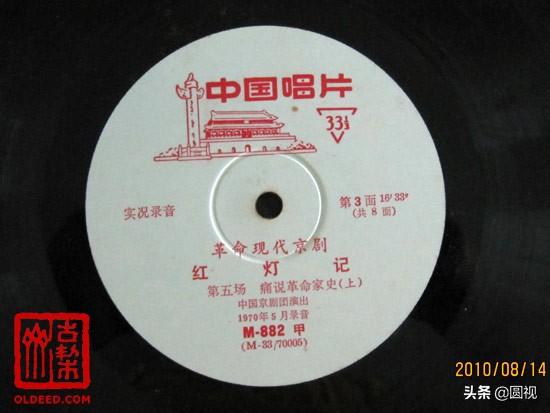 中国唱片
33⅓
实况录音
第3面 16′33″
(共8面)
革命现代京剧
红灯记
第五场 痛说革命家史(上)
中国京剧团演出
1970年5月录音
M-882 甲
(M-33/70005)
OLDEED.COM
2010/08/14
头条 @圆视